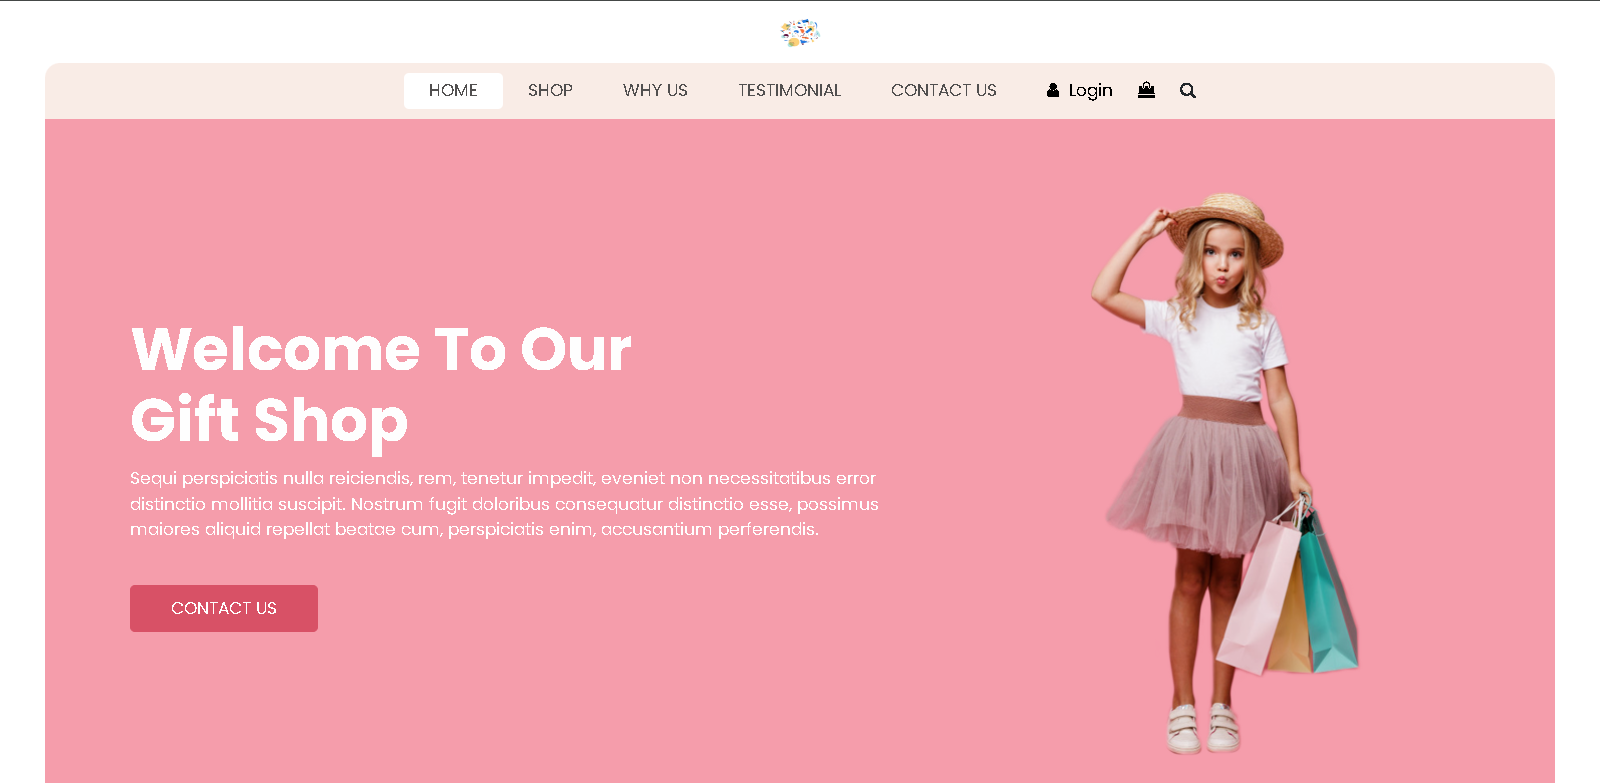 HOME SHOP WHY US TESTIMONIAL CONTACT US Login
Welcome To Our
Gift Shop
Sequi perspiciatis nulla reiciendis, rem, tenetur impedit, eveniet non necessitatibus error
distinctio mollitia suscipit. Nostrum fugit doloribus consequatur distinctio esse, possimus
maiores aliquid repellat beatae cum, perspiciatis enim, accusantium perferendis.
CONTACT US